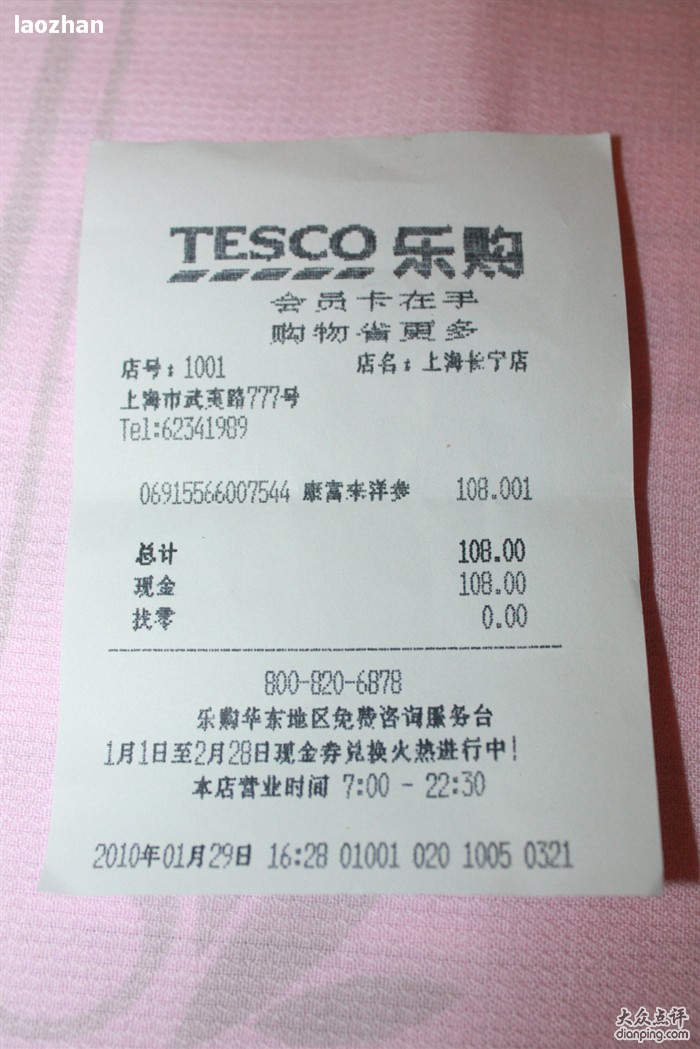 laozhan
TESCO 乐购
会员卡在手
购物省更多
店号：1001 店名：上海长宁店
上海市武夷路777号
Tel:62341989
06915566007544 康富来洋参 108.001
总计 108.00
现金 108.00
找零 0.00
800-820-6878
乐购华东地区免费咨询服务台
1月1日至2月28日现金券兑换火热进行中！
本店营业时间 7:00 - 22:30
2010年01月29日 16:28 01001 020 1005 0321
大众点评
dianping.com